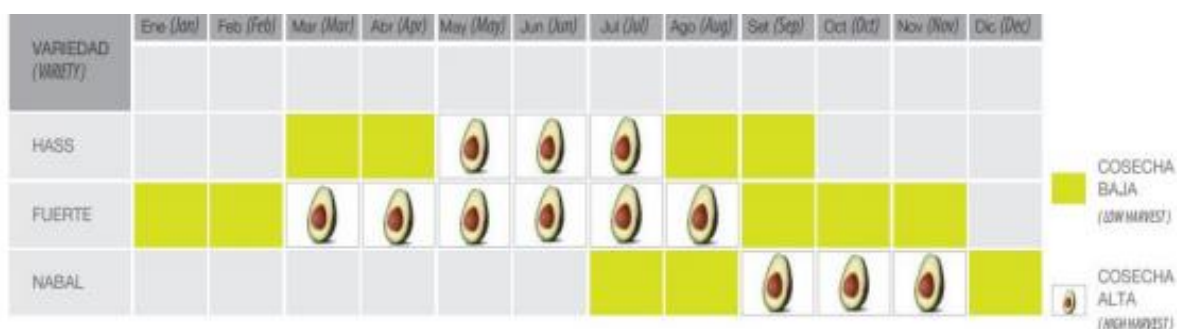 Ene (Jan) Feb (Feb) Mar (Mar) Abr (Apr) May (May) Jun (Jun) Jul (Jul) Ago (Aug) Set (Sep) Oct (Oct) Nov (Nov) Dic (Dec)
VARIEDAD
(VARIETY)
HASS
FUERTE
NABAL
COSECHA
BAJA
(LOW HARVEST)
COSECHA
ALTA
(HIGH HARVEST)